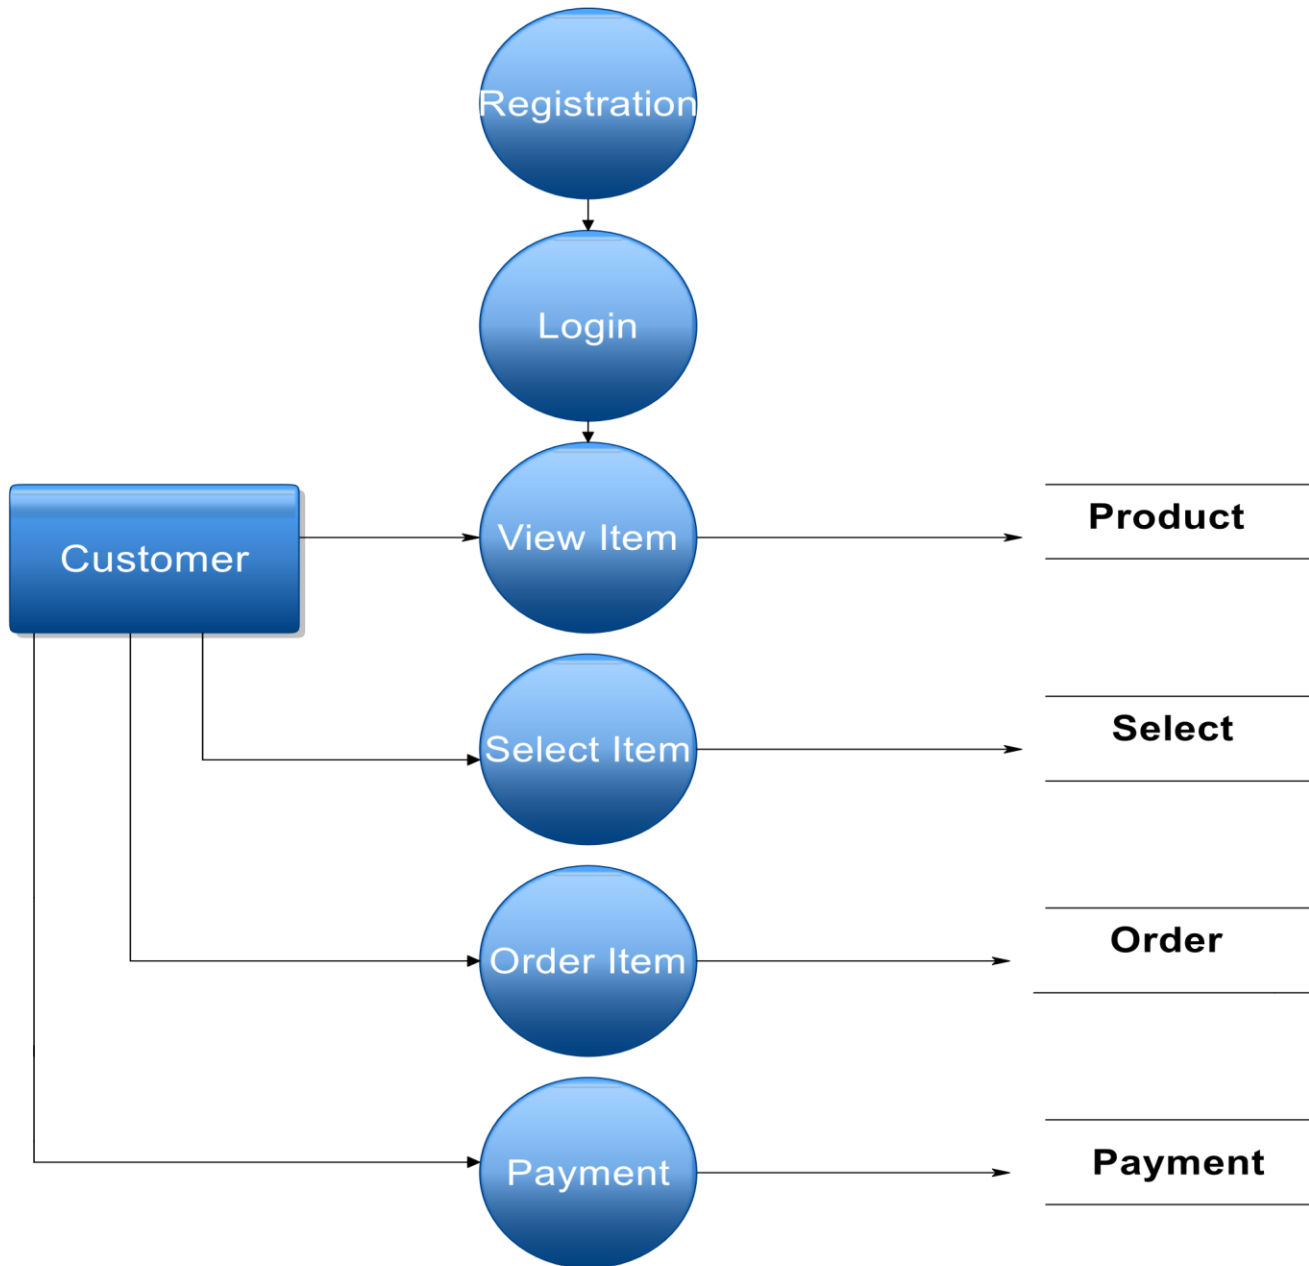 Registration
Login
Customer
View Item
Product
Select Item
Select
Order Item
Order
Payment
Payment